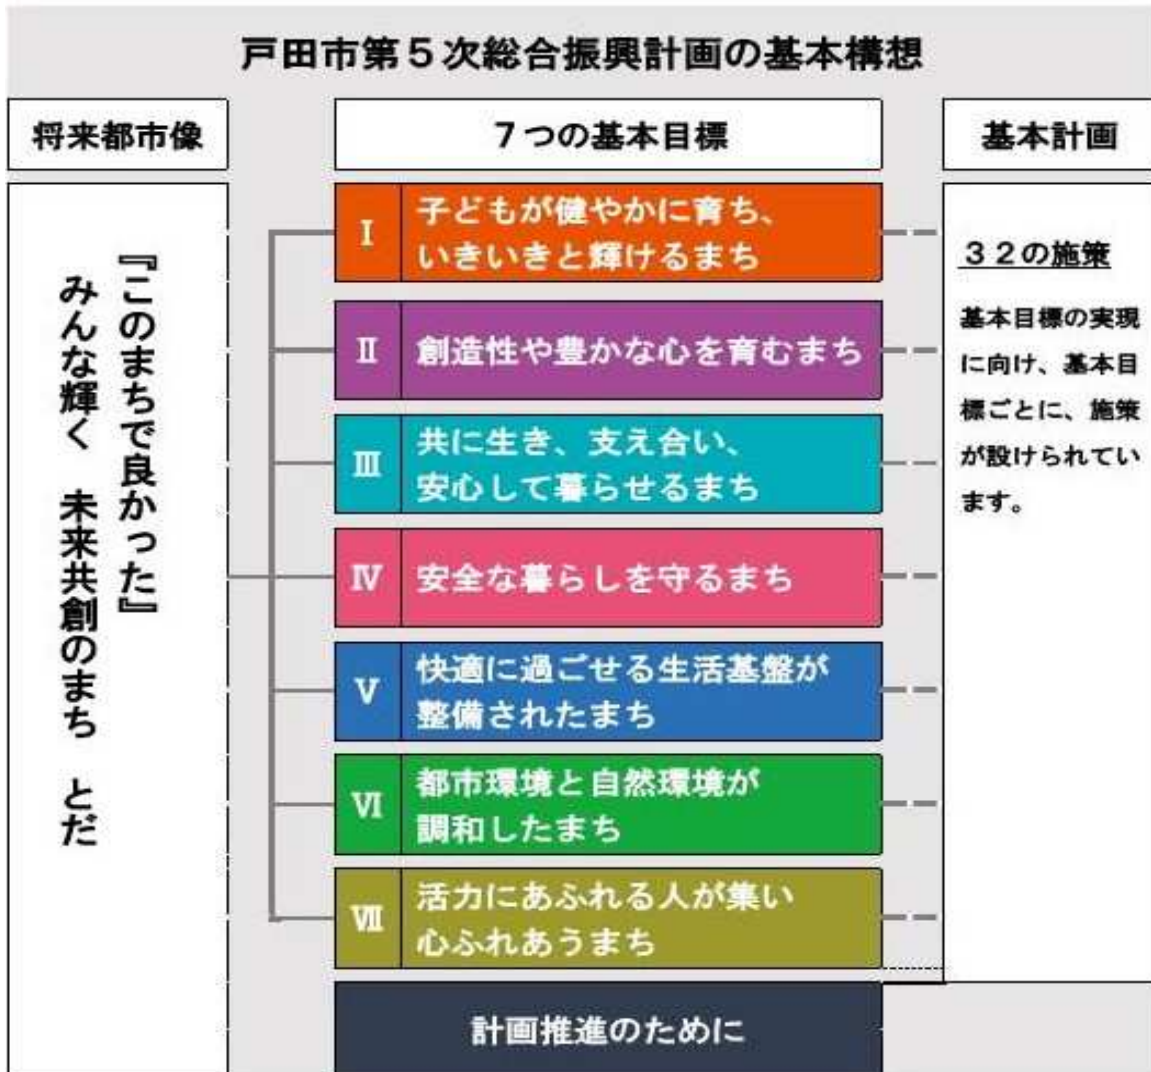 戸田市第５次総合振興計画の基本構想
将来都市像
『このまちで良かった』
みんな輝く　未来共創のまち　とだ
７つの基本目標
Ⅰ
子どもが健やかに育ち、
いきいきと輝けるまち
Ⅱ
創造性や豊かな心を育むまち
Ⅲ
共に生き、支え合い、
安心して暮らせるまち
Ⅳ
安全な暮らしを守るまち
Ⅴ
快適に過ごせる生活基盤が
整備されたまち
Ⅵ
都市環境と自然環境が
調和したまち
Ⅶ
活力にあふれる人が集い
心ふれあうまち
計画推進のために
基本計画
３２の施策
基本目標の実現
に向け、基本目
標ごとに、施策
が設けられてい
ます。